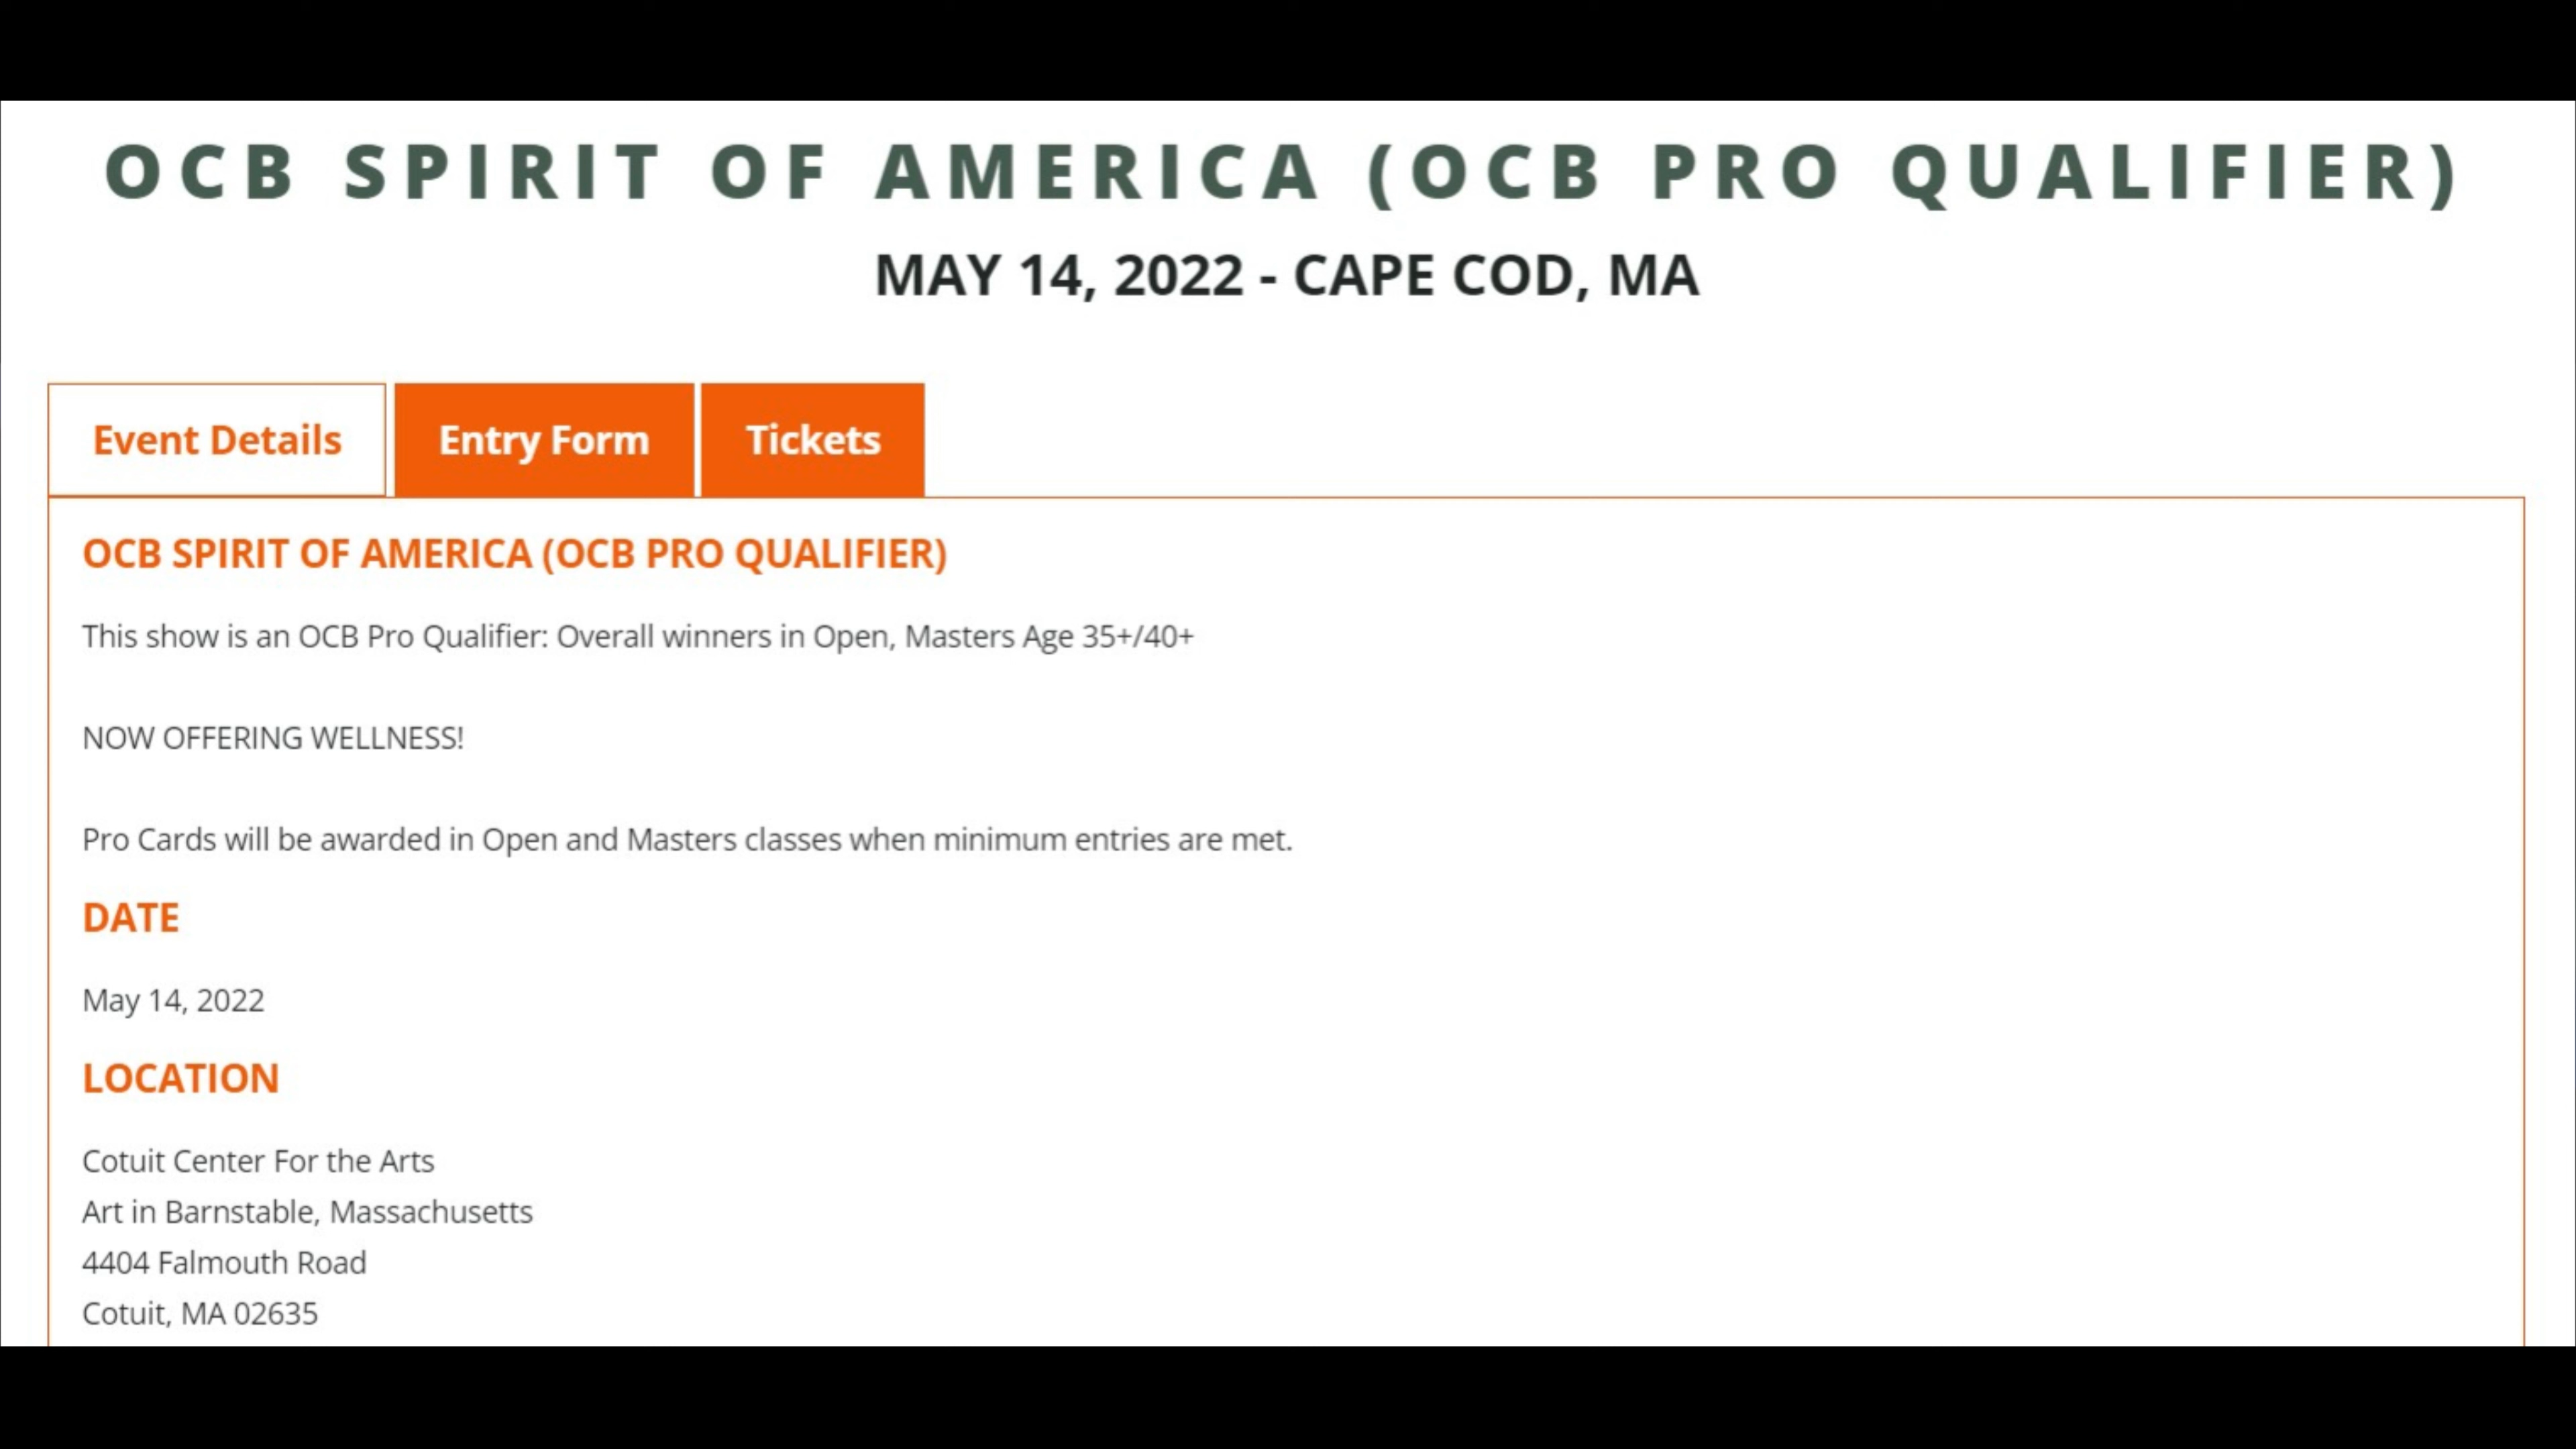 OCB SPIRIT OF AMERICA (OCB PRO QUALIFIER)
MAY 14, 2022 - CAPE COD, MA
Event Details
Entry Form
Tickets
OCB SPIRIT OF AMERICA (OCB PRO QUALIFIER)
This show is an OCB Pro Qualifier: Overall winners in Open, Masters Age 35+/40+
NOW OFFERING WELLNESS!
Pro Cards will be awarded in Open and Masters classes when minimum entries are met.
DATE
May 14, 2022
LOCATION
Cotuit Center For the Arts
Art in Barnstable, Massachusetts
4404 Falmouth Road
Cotuit, MA 02635